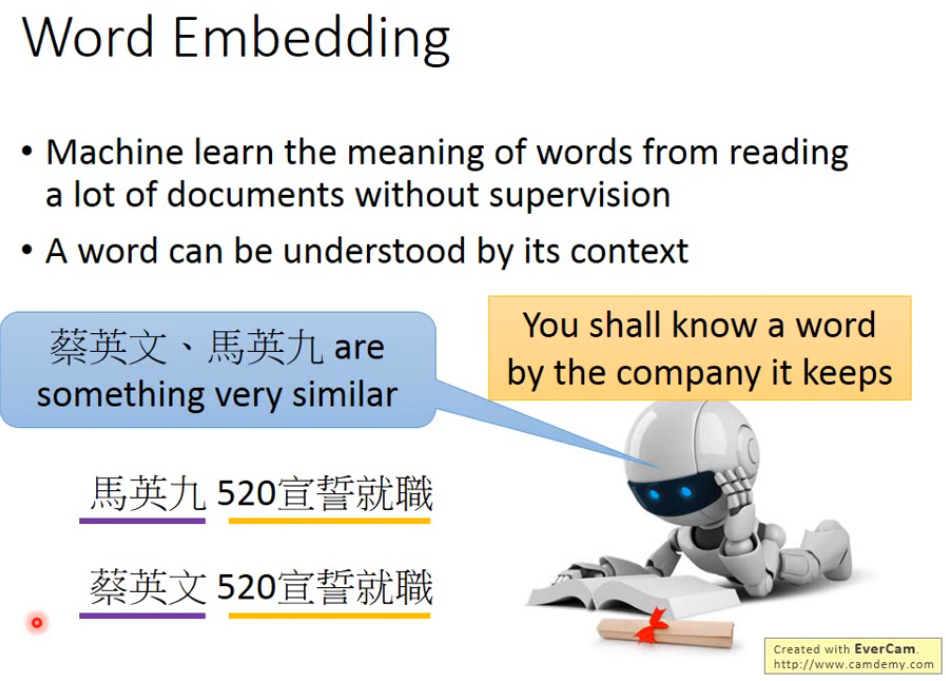 Word Embedding
• Machine learn the meaning of words from reading
a lot of documents without supervision
• A word can be understood by its context
蔡英文、馬英九 are
something very similar
You shall know a word
by the company it keeps
馬英九 520宣誓就職
蔡英文 520宣誓就職
Created with EverCam.
http://www.camdemy.com